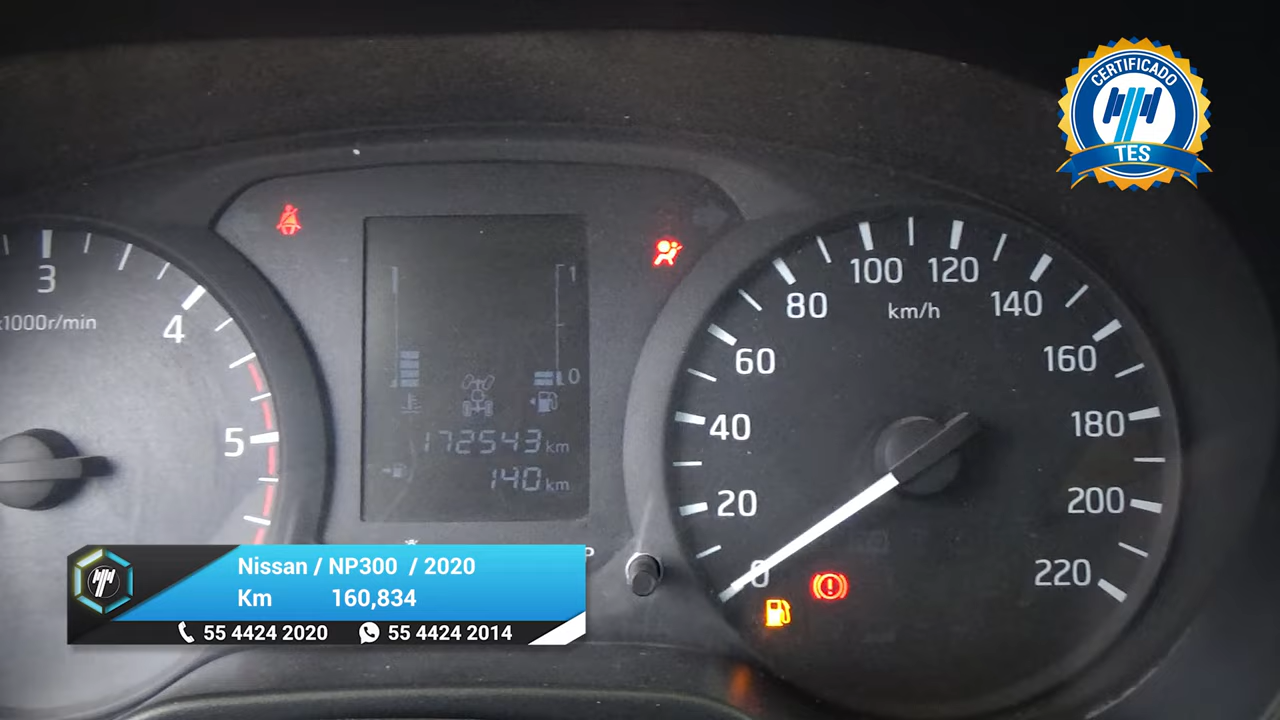 CERTIFICADO
TES
3
x1000r/min
4
5
1
0
172543 km
140 km
0
20
40
60
80
100
120
140
160
180
200
220
km/h
Nissan / NP300 / 2020
Km 160,834
55 4424 2020 55 4424 2014